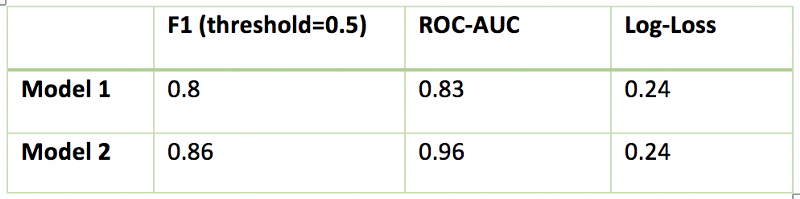 F1 (threshold=0.5) ROC-AUC Log-Loss
Model 1 0.8 0.83 0.24
Model 2 0.86 0.96 0.24